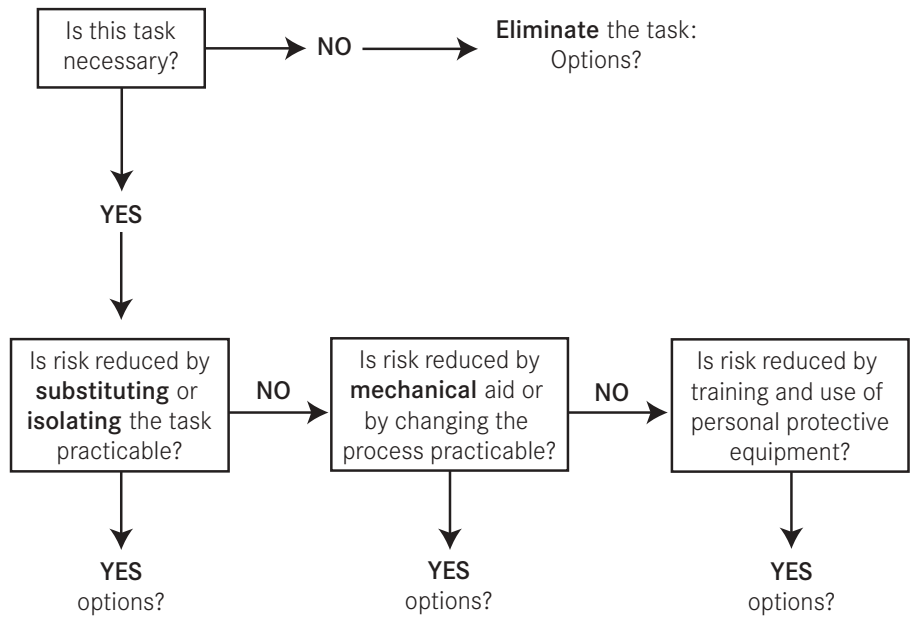 Is this task
necessary?
NO
Eliminate the task:
Options?
YES
Is risk reduced by
substituting or
isolating the task
practicable?
NO
Is risk reduced by
mechanical aid or
by changing the
process practicable?
NO
Is risk reduced by
training and use of
personal protective
equipment?
YES
options?
YES
options?
YES
options?